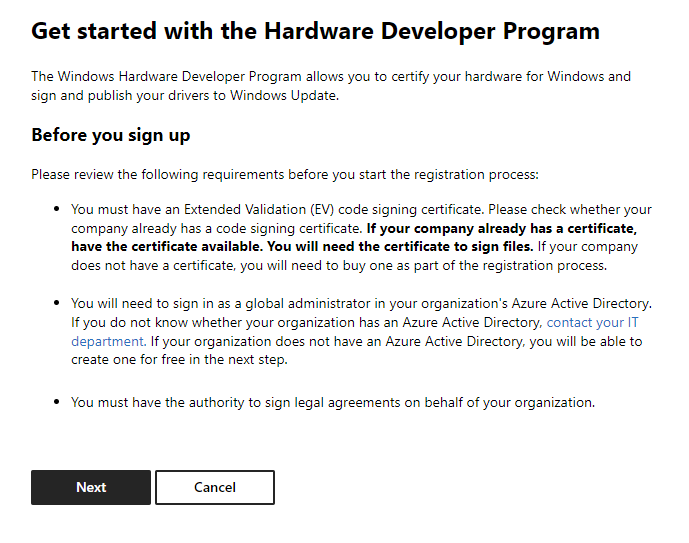 Get started with the Hardware Developer Program
The Windows Hardware Developer Program allows you to certify your hardware for Windows and
sign and publish your drivers to Windows Update.
Before you sign up
Please review the following requirements before you start the registration process:
• You must have an Extended Validation (EV) code signing certificate. Please check whether your
company already has a code signing certificate. If your company already has a certificate,
have the certificate available. You will need the certificate to sign files. If your company
does not have a certificate, you will need to buy one as part of the registration process.
• You will need to sign in as a global administrator in your organization's Azure Active Directory.
If you do not know whether your organization has an Azure Active Directory, contact your IT
department. If your organization does not have an Azure Active Directory, you will be able to
create one for free in the next step.
• You must have the authority to sign legal agreements on behalf of your organization.
Next Cancel